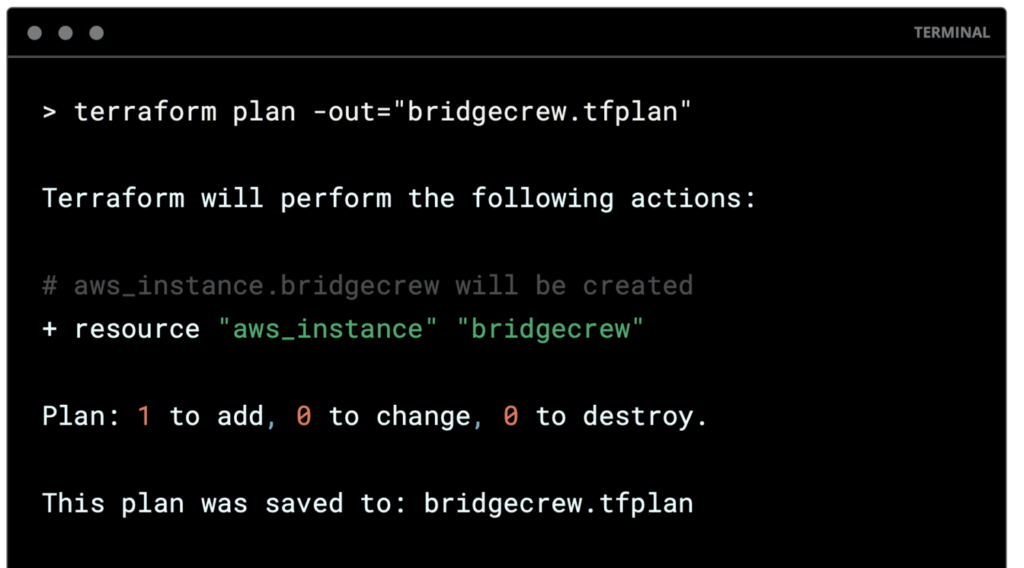 TERMINAL
> terraform plan -out="bridgecrew.tfplan"
Terraform will perform the following actions:
# aws_instance.bridgecrew will be created
+ resource "aws_instance" "bridgecrew"
Plan: 1 to add, 0 to change, 0 to destroy.
This plan was saved to: bridgecrew.tfplan